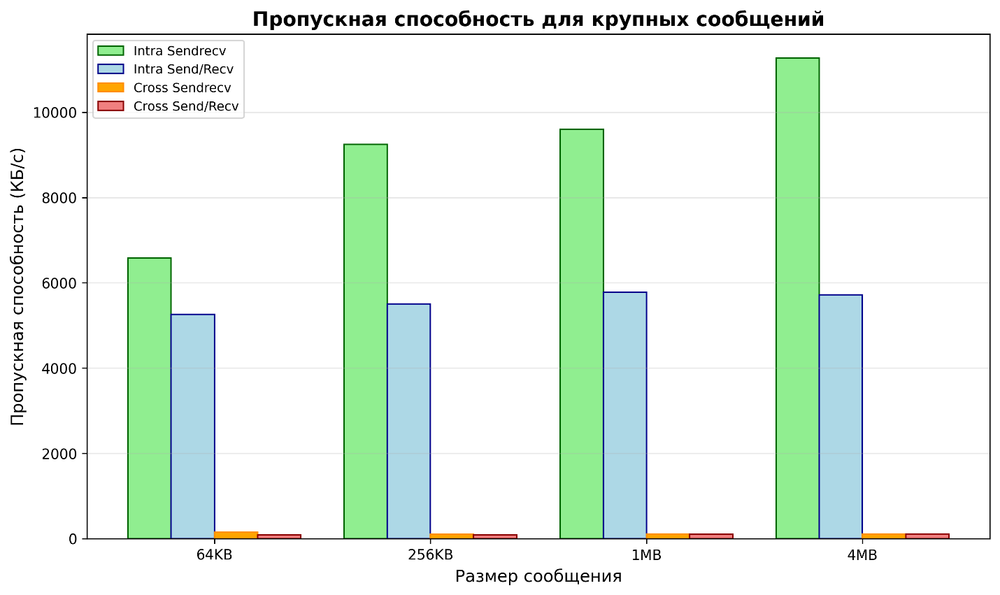 Пропускная способность для крупных сообщений
Intra Sendrecv
Intra Send/Recv
Cross Sendrecv
Cross Send/Recv
Пропускная способность (КБ/с)
10000
8000
6000
4000
2000
0
64KB
256KB
1MB
4MB
Размер сообщения